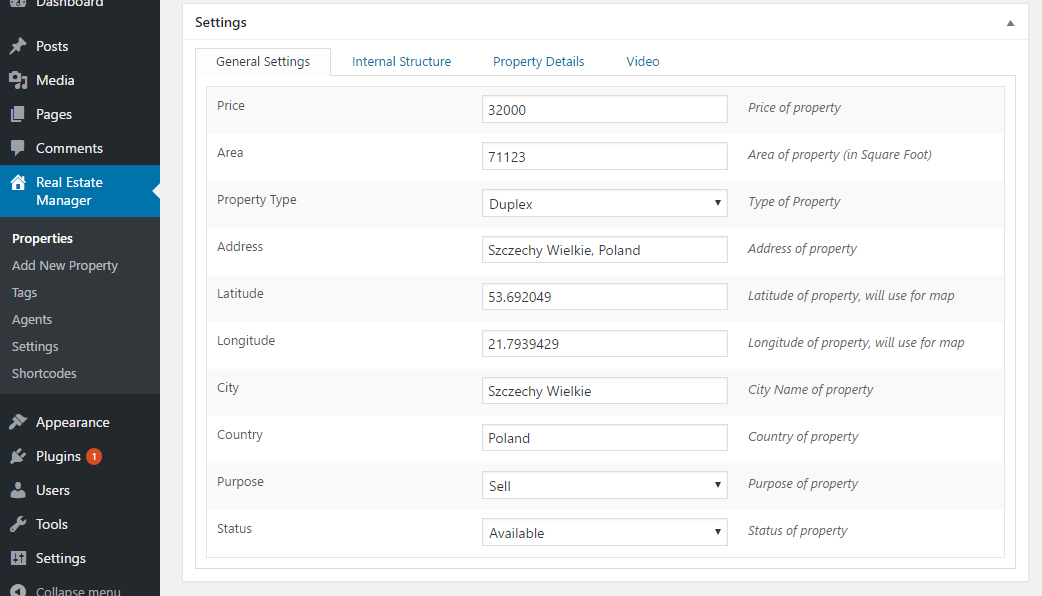 Dashboard
Posts
Media
Pages
Comments
Real Estate
Manager
Properties
Add New Property
Tags
Agents
Settings
Shortcodes
Appearance
Plugins 1
Users
Tools
Settings
Collapse menu
Settings
General Settings Internal Structure Property Details Video
Price 32000 Price of property
Area 71123 Area of property (in Square Foot)
Property Type Duplex Type of Property
Address Szczechy Wielkie, Poland Address of property
Latitude 53.692049 Latitude of property, will use for map
Longitude 21.7939429 Longitude of property, will use for map
City Szczechy Wielkie City Name of property
Country Poland Country of property
Purpose Sell Purpose of property
Status Available Status of property